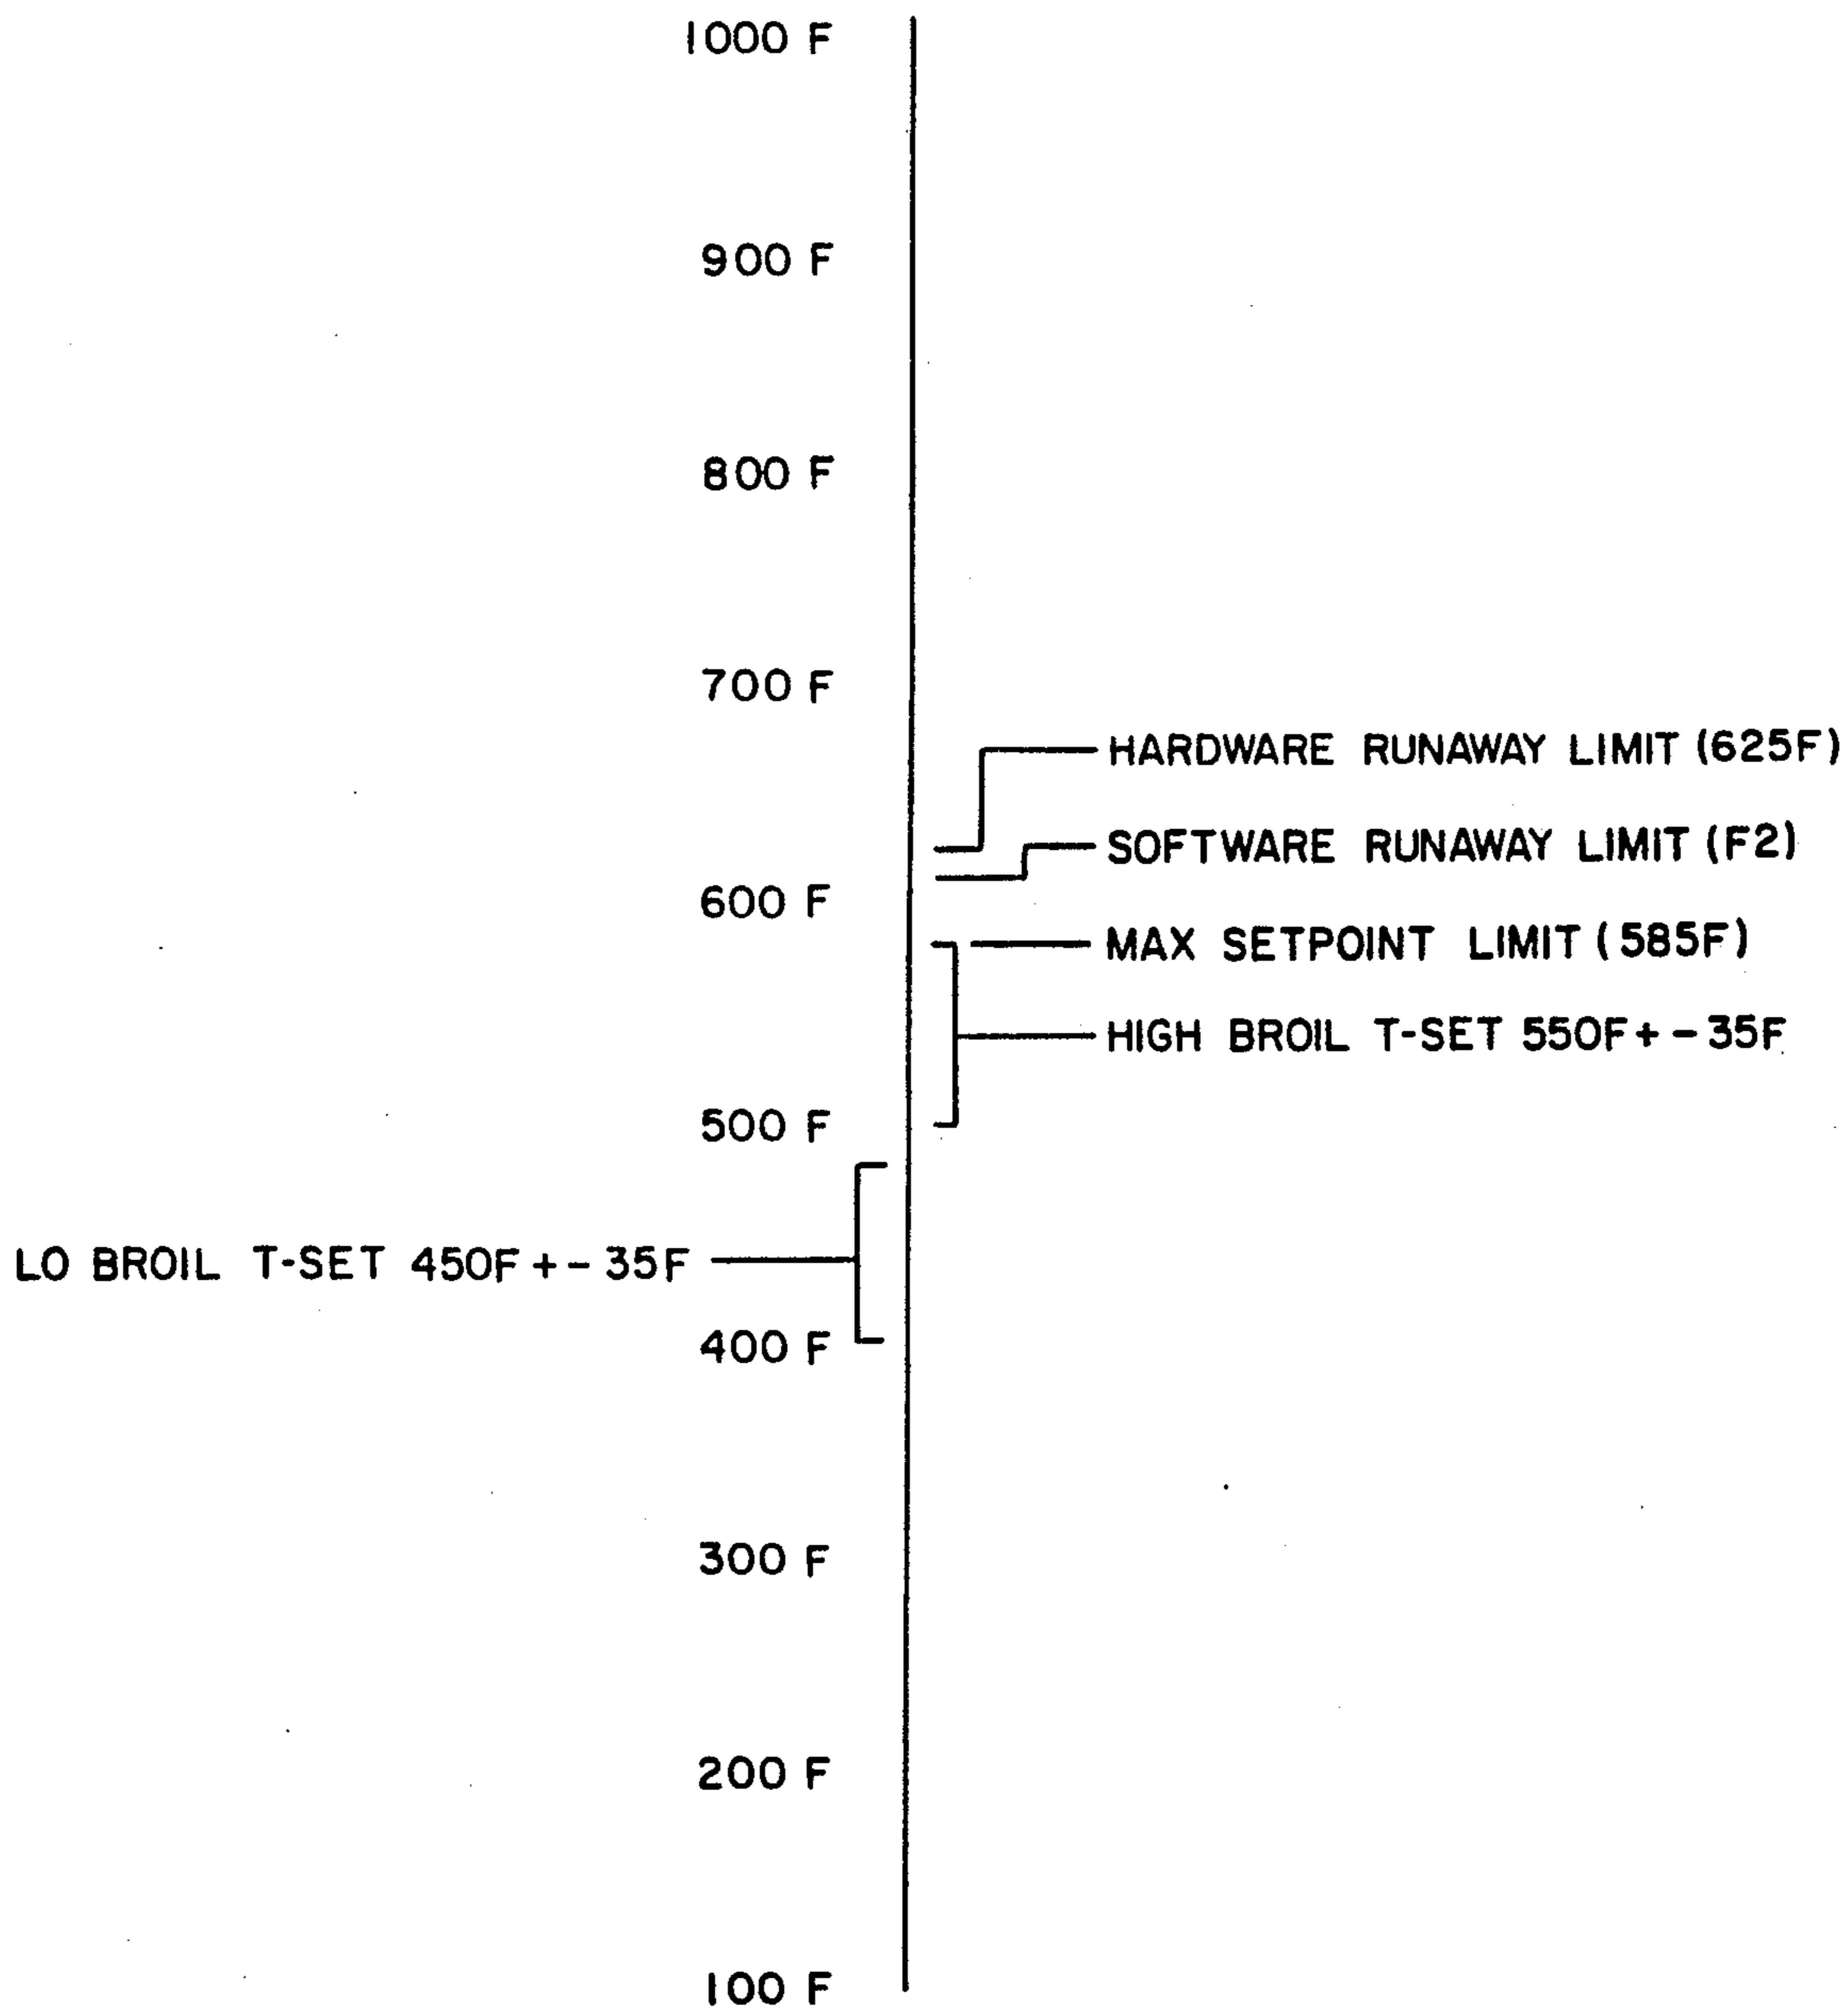 1000 F
900 F
800 F
700 F
HARDWARE RUNAWAY LIMIT (625F)
SOFTWARE RUNAWAY LIMIT (F2)
600 F
MAX SETPOINT LIMIT (585F)
HIGH BROIL T-SET 550F+-35F
500 F
LO BROIL T-SET 450F+-35F
400 F
300 F
200 F
100 F